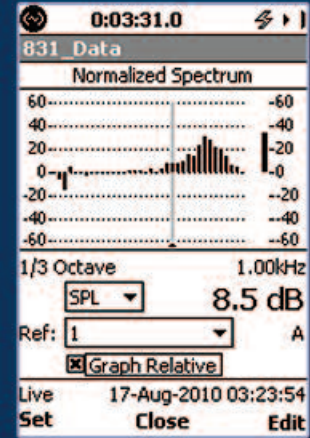 0:03:31.0
831_Data
Normalized Spectrum
60 -60
40 -40
20 -20
0 -0
-20 --20
-40 --40
-60 --60
1/3 Octave 1.00kHz
SPL 8.5 dB
Ref: 1 A
Graph Relative
Live 17-Aug-2010 03:23:54
Set Close Edit